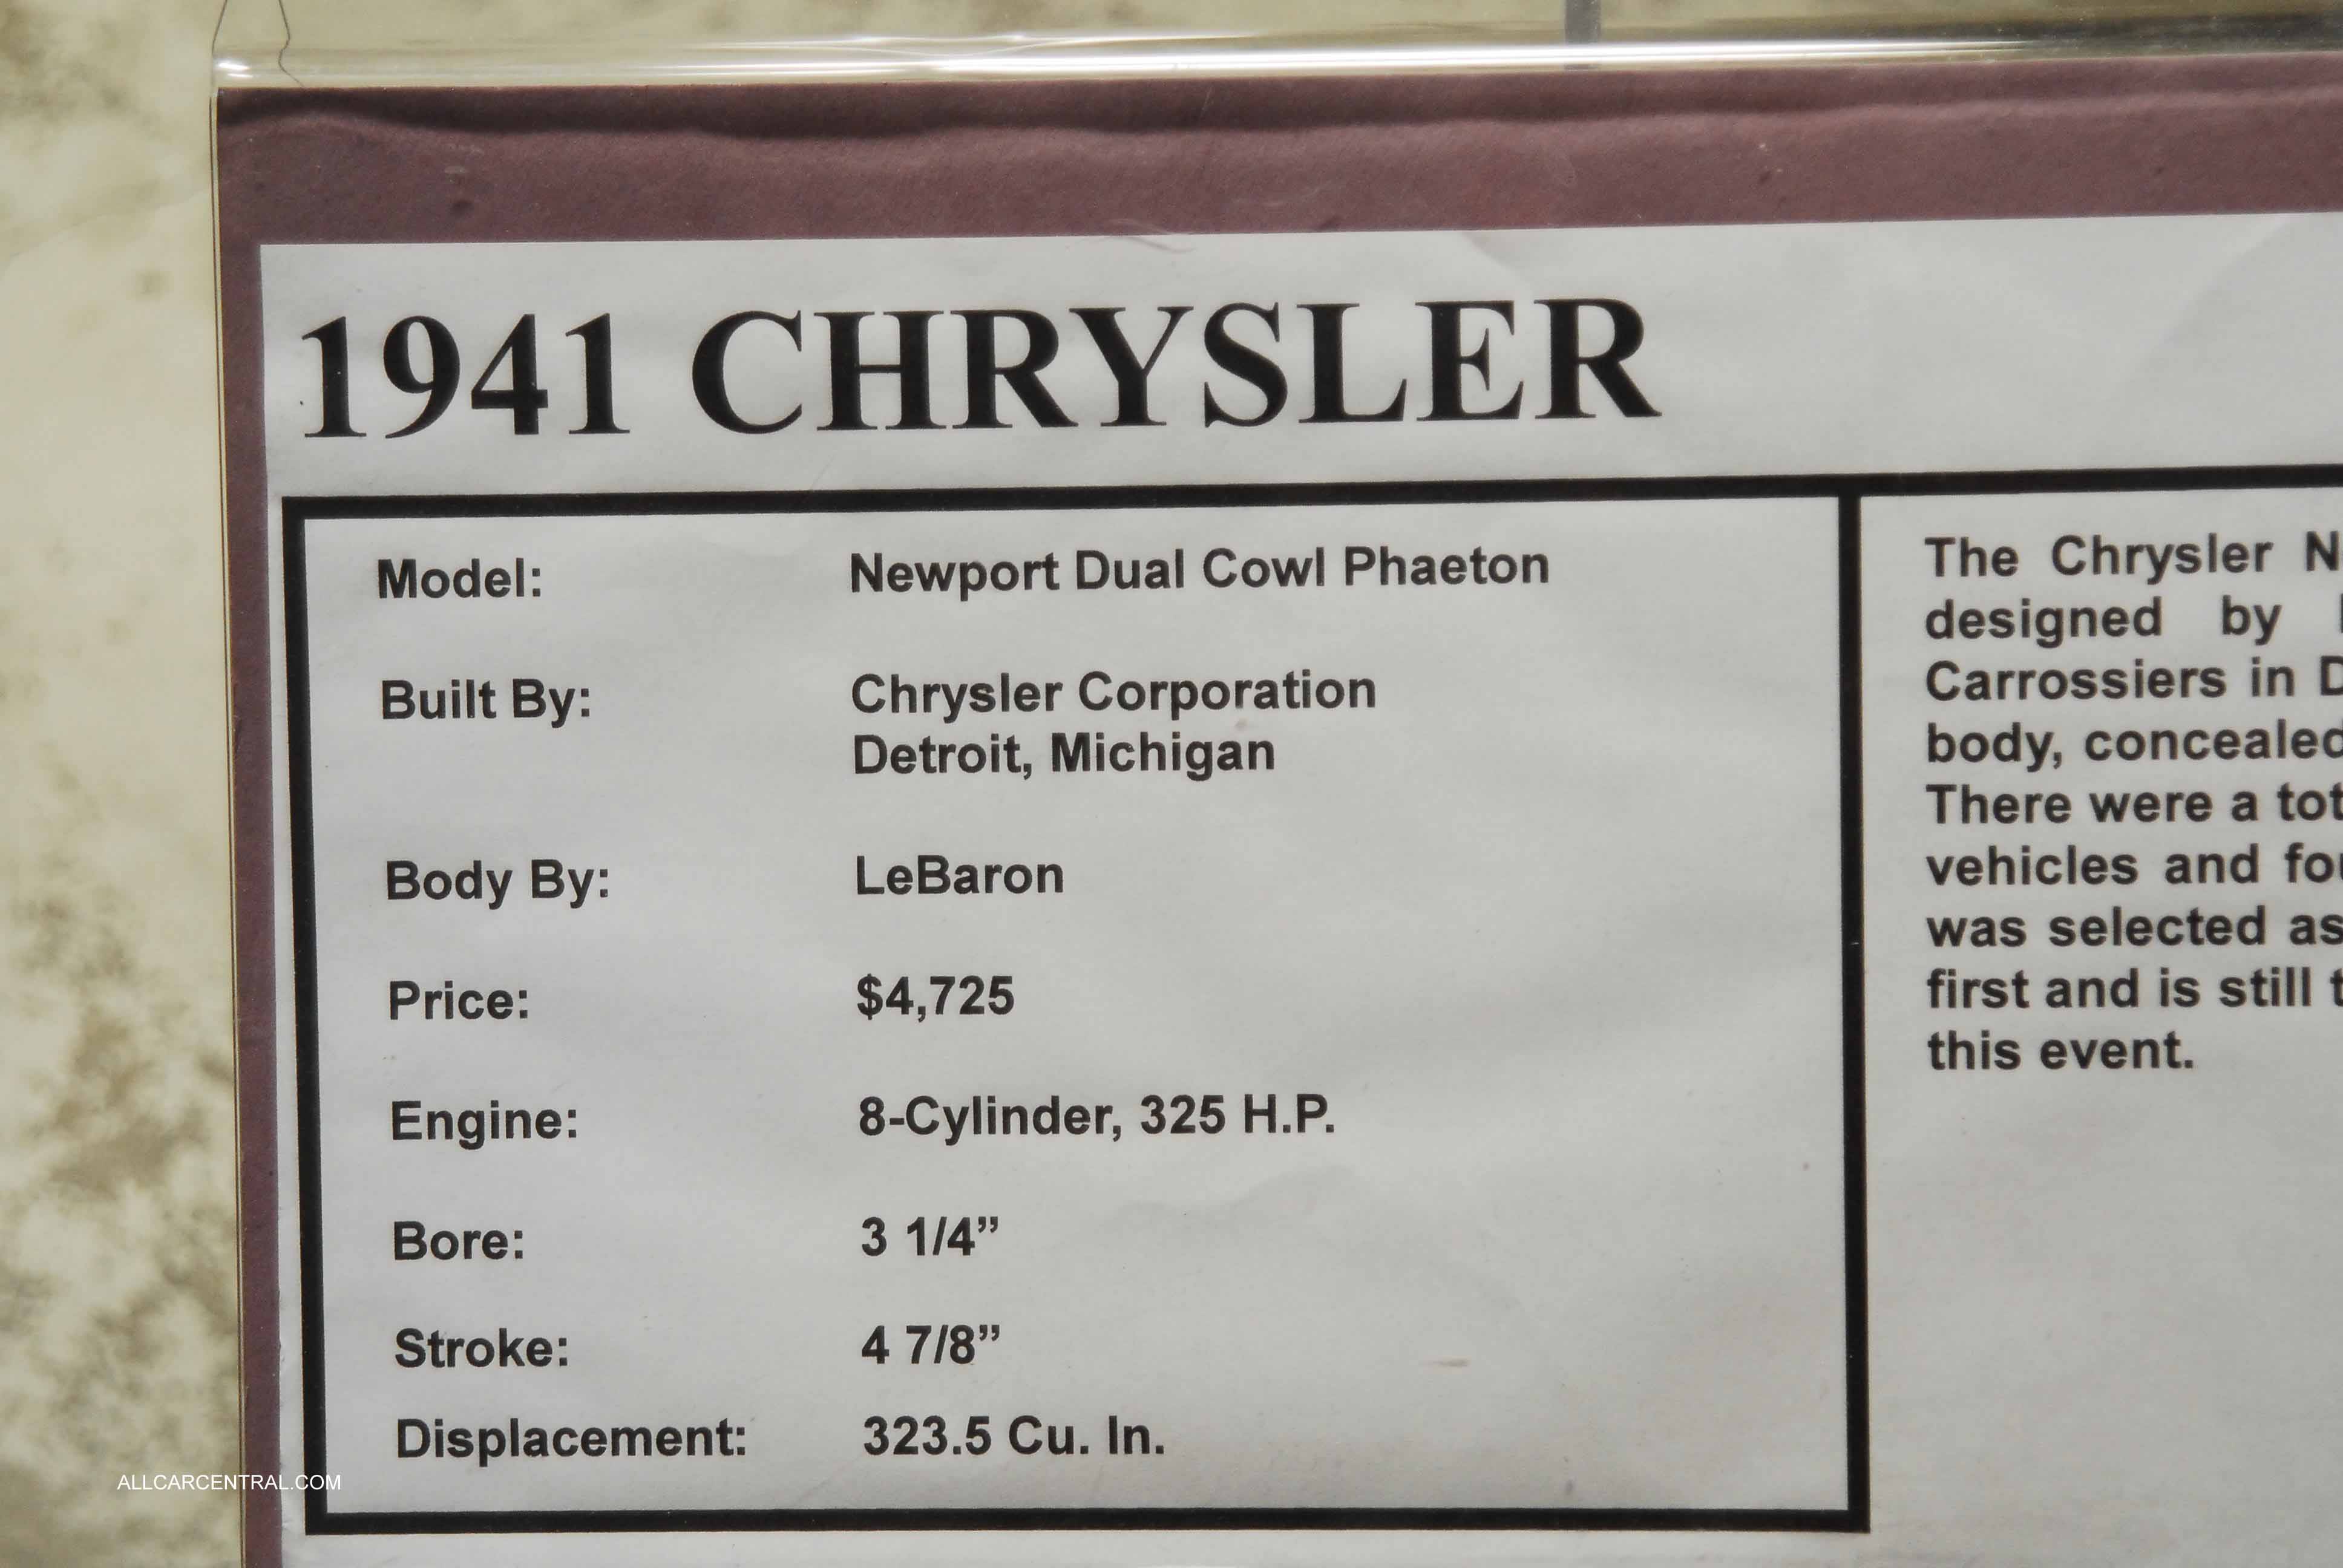 1941 CHRYSLER
Model: Newport Dual Cowl Phaeton
Built By: Chrysler Corporation
Detroit, Michigan
Body By: LeBaron
Price: $4,725
Engine: 8-Cylinder, 325 H.P.
Bore: 3 1/4”
Stroke: 4 7/8”
Displacement: 323.5 Cu. In.
The Chrysler
designed by
Carrossiers in
body, concealed
There were a
vehicles and
was selected as
first and is still
this event.
ALLCARCENTRAL.COM